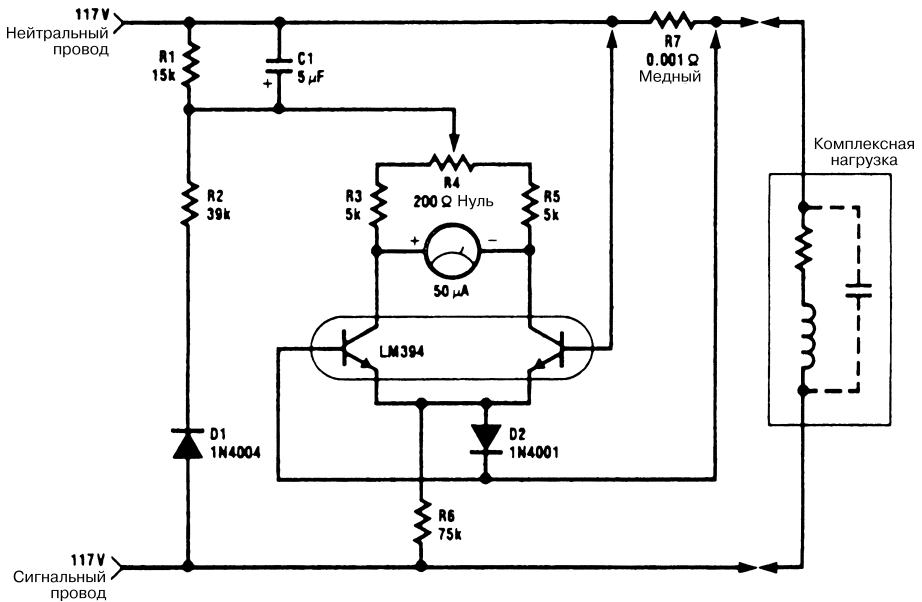 117V
Нейтральный
провод
R1
15k
C1
5 μF
+
R7
0.001 Ω
Медный
Комплексная
нагрузка
R2
39k
R3
5k
R4
200 Ω Нуль
R5
5k
+
−
50 μA
LM394
D1
1N4004
D2
1N4001
R6
75k
117V
Сигнальный
провод